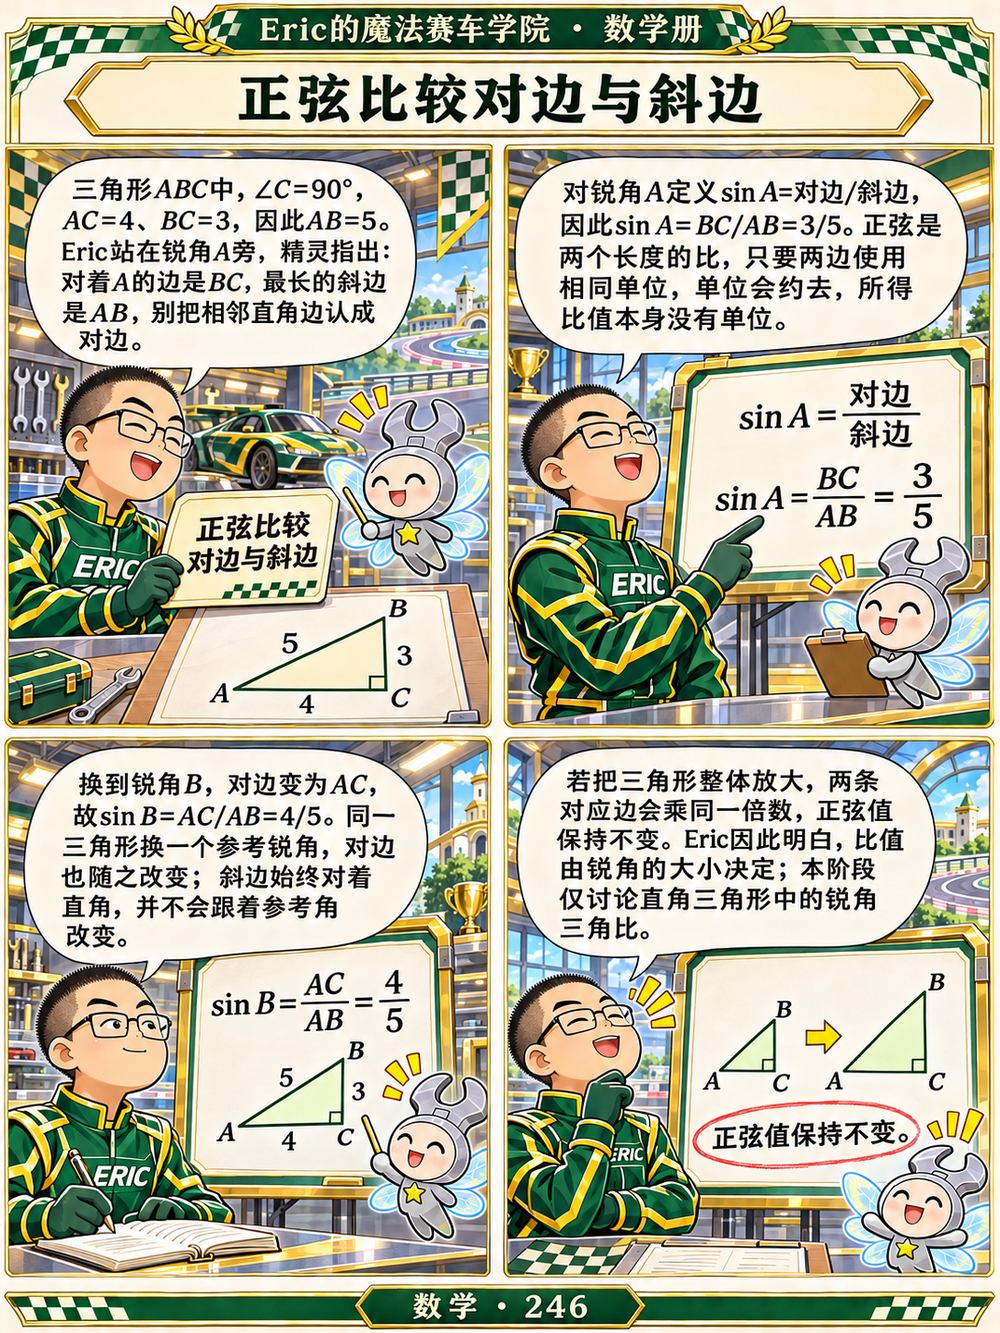 Eric的魔法赛车学院 · 数学册
正弦比较对边与斜边
三角形ABC中，∠C=90°，
AC=4、BC=3，因此AB=5。
Eric站在锐角A旁，精灵指出：
对着A的边是BC，最长的斜边
是AB，别把相邻直角边认成
对边。
ERIC
正弦比较
对边与斜边
B
5
3
A
4
C
对锐角A定义sin A=对边/斜边，
因此sin A=BC/AB=3/5。正弦是
两个长度的比，只要两边使用
相同单位，单位会约去，所得
比值本身没有单位。
sin A = 对边/斜边
sin A = BC/AB = 3/5
ERIC
换到锐角B，对边变为AC，
故sin B=AC/AB=4/5。同一
三角形换一个参考锐角，对边
也随之改变；斜边始终对着
直角，并不会跟着参考角
改变。
sin B = AC/AB = 4/5
B
5
3
A
4
C
ERIC
若把三角形整体放大，两条
对应边会乘同一倍数，正弦值
保持不变。Eric因此明白，比值
由锐角的大小决定；本阶段
仅讨论直角三角形中的锐角
三角比。
B
A
C
B
A
C
正弦值保持不变。
ERIC
数学 · 246